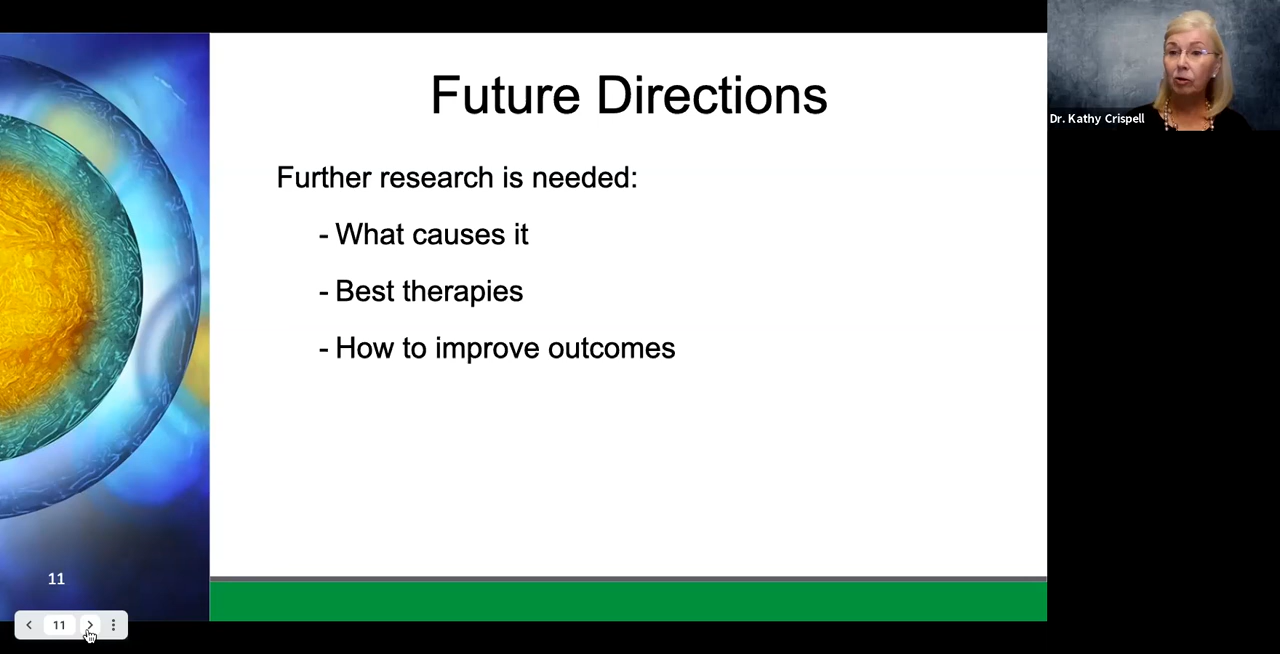 Future Directions
Further research is needed:
- What causes it
- Best therapies
- How to improve outcomes
Dr. Kathy Crispell
11
11